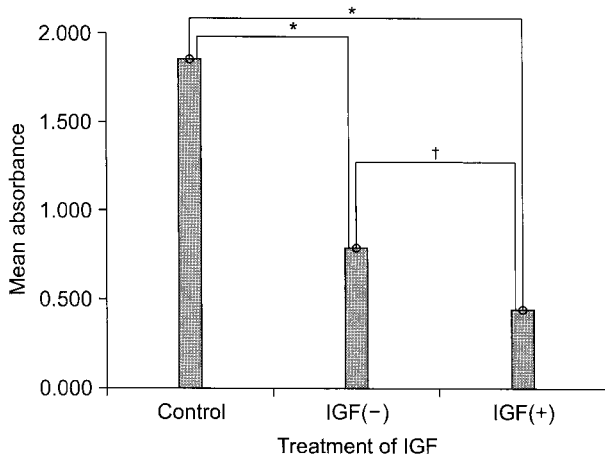 *
*
†
2.000
1.500
1.000
0.500
0.000
Mean absorbance
Control IGF(−) IGF(+)
Treatment of IGF